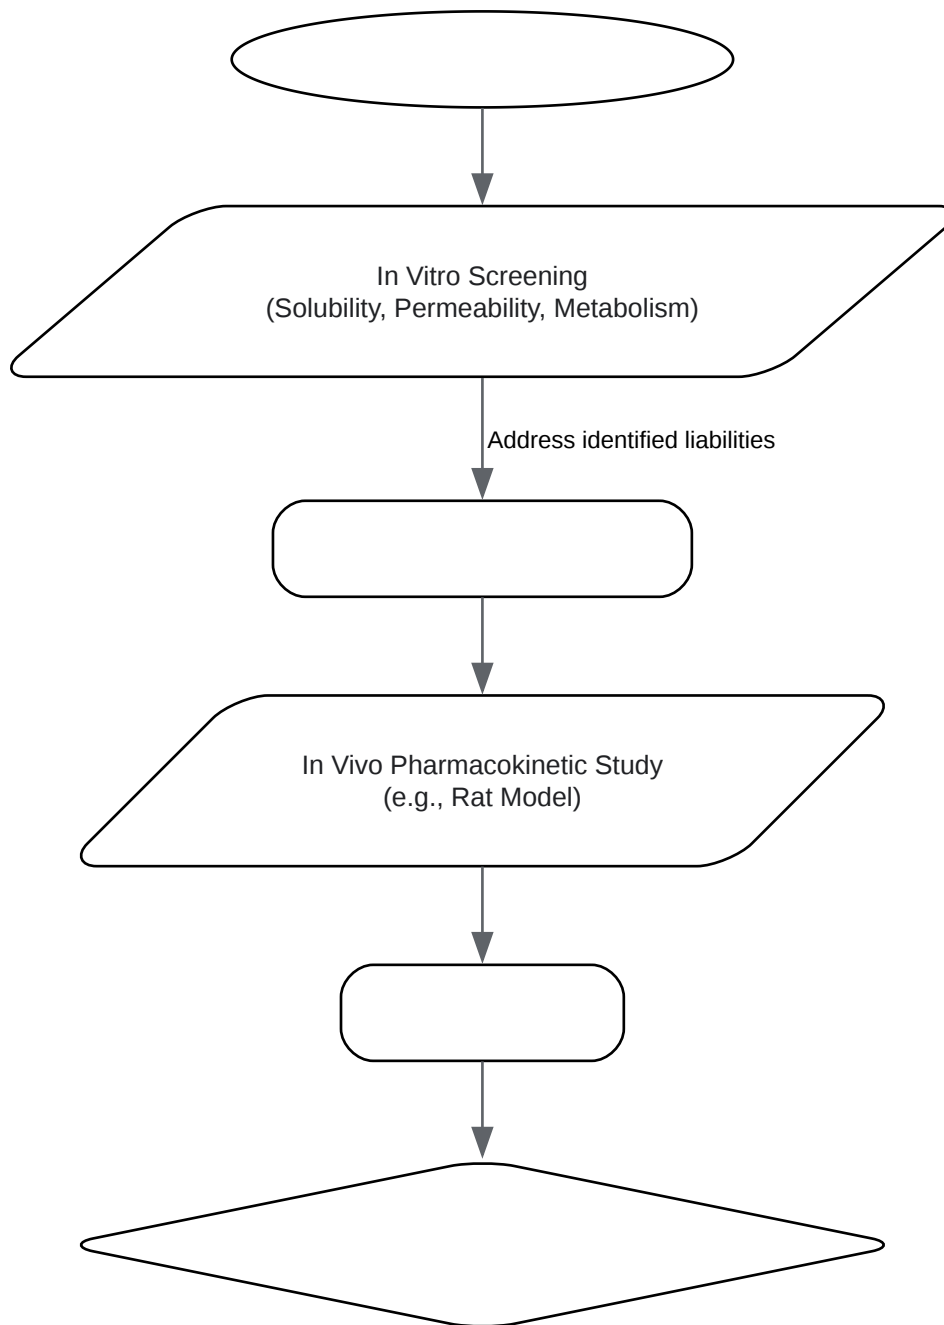 In Vitro Screening
(Solubility, Permeability, Metabolism)
Address identified liabilities
In Vivo Pharmacokinetic Study
(e.g., Rat Model)